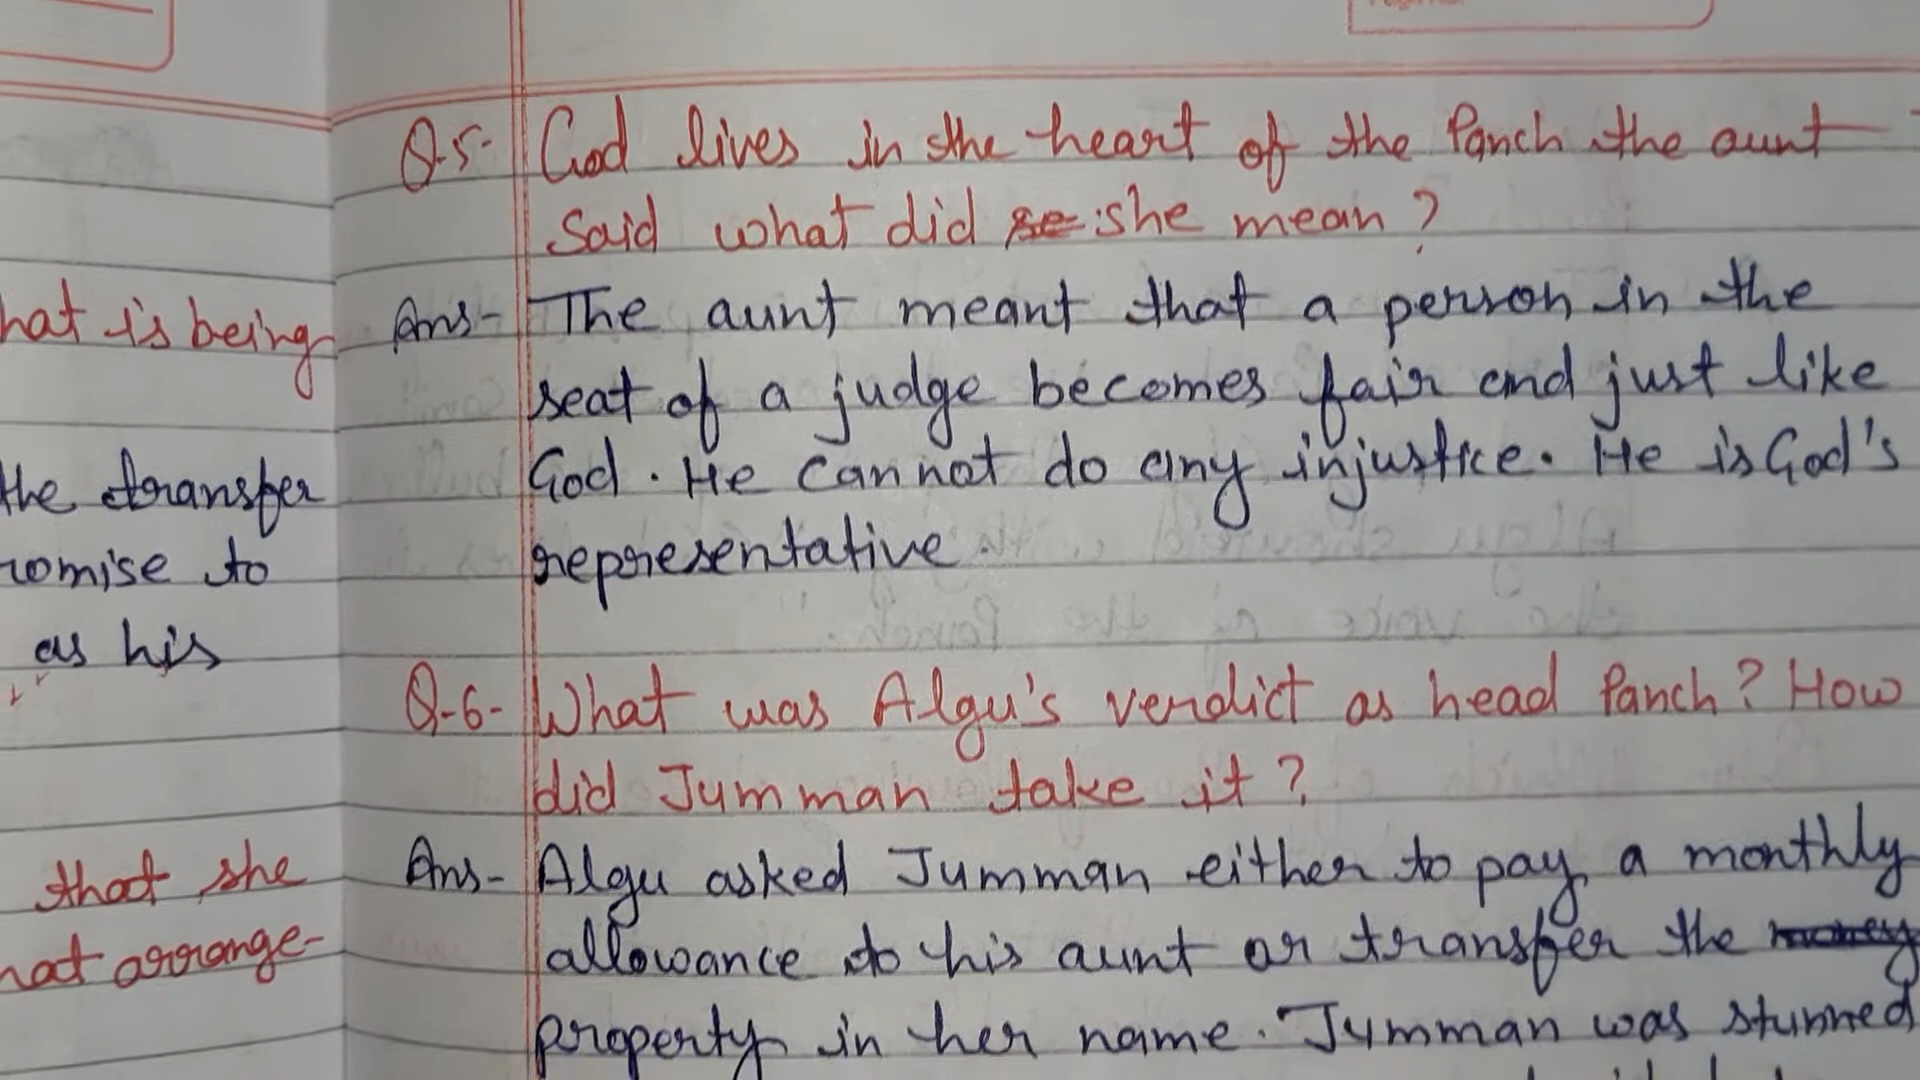 hat is being
the transfer
romise to
as his
that she
not arrange-
Q-5- God lives in the heart of the Panch the aunt
Said what did se she mean?
Ans- The aunt meant that a person in the
seat of a judge becomes fair and just like
God. He cannot do any injustice. He is God's
representative.
Q-6- What was Algu's verdict as head Panch? How
did Jumman take it?
Ans- Algu asked Jumman either to pay a monthly
allowance to his aunt or transfer the money
property in her name. Jumman was stunned